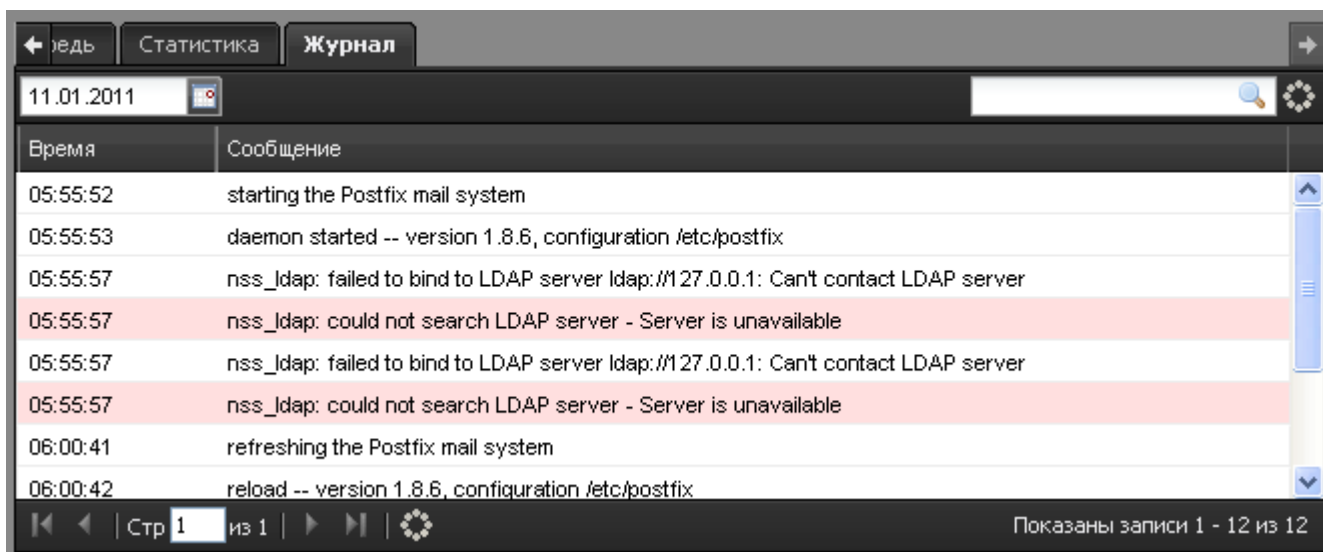 Статистика Журнал
11.01.2011
Время Сообщение
05:55:52 starting the Postfix mail system
05:55:53 daemon started -- version 1.8.6, configuration /etc/postfix
05:55:57 nss_ldap: failed to bind to LDAP server ldap://127.0.0.1: Can't contact LDAP server
05:55:57 nss_ldap: could not search LDAP server - Server is unavailable
05:55:57 nss_ldap: failed to bind to LDAP server ldap://127.0.0.1: Can't contact LDAP server
05:55:57 nss_ldap: could not search LDAP server - Server is unavailable
06:00:41 refreshing the Postfix mail system
06:00:42 reload -- version 1.8.6, configuration /etc/postfix
Стр 1 из 1 Показаны записи 1 - 12 из 12